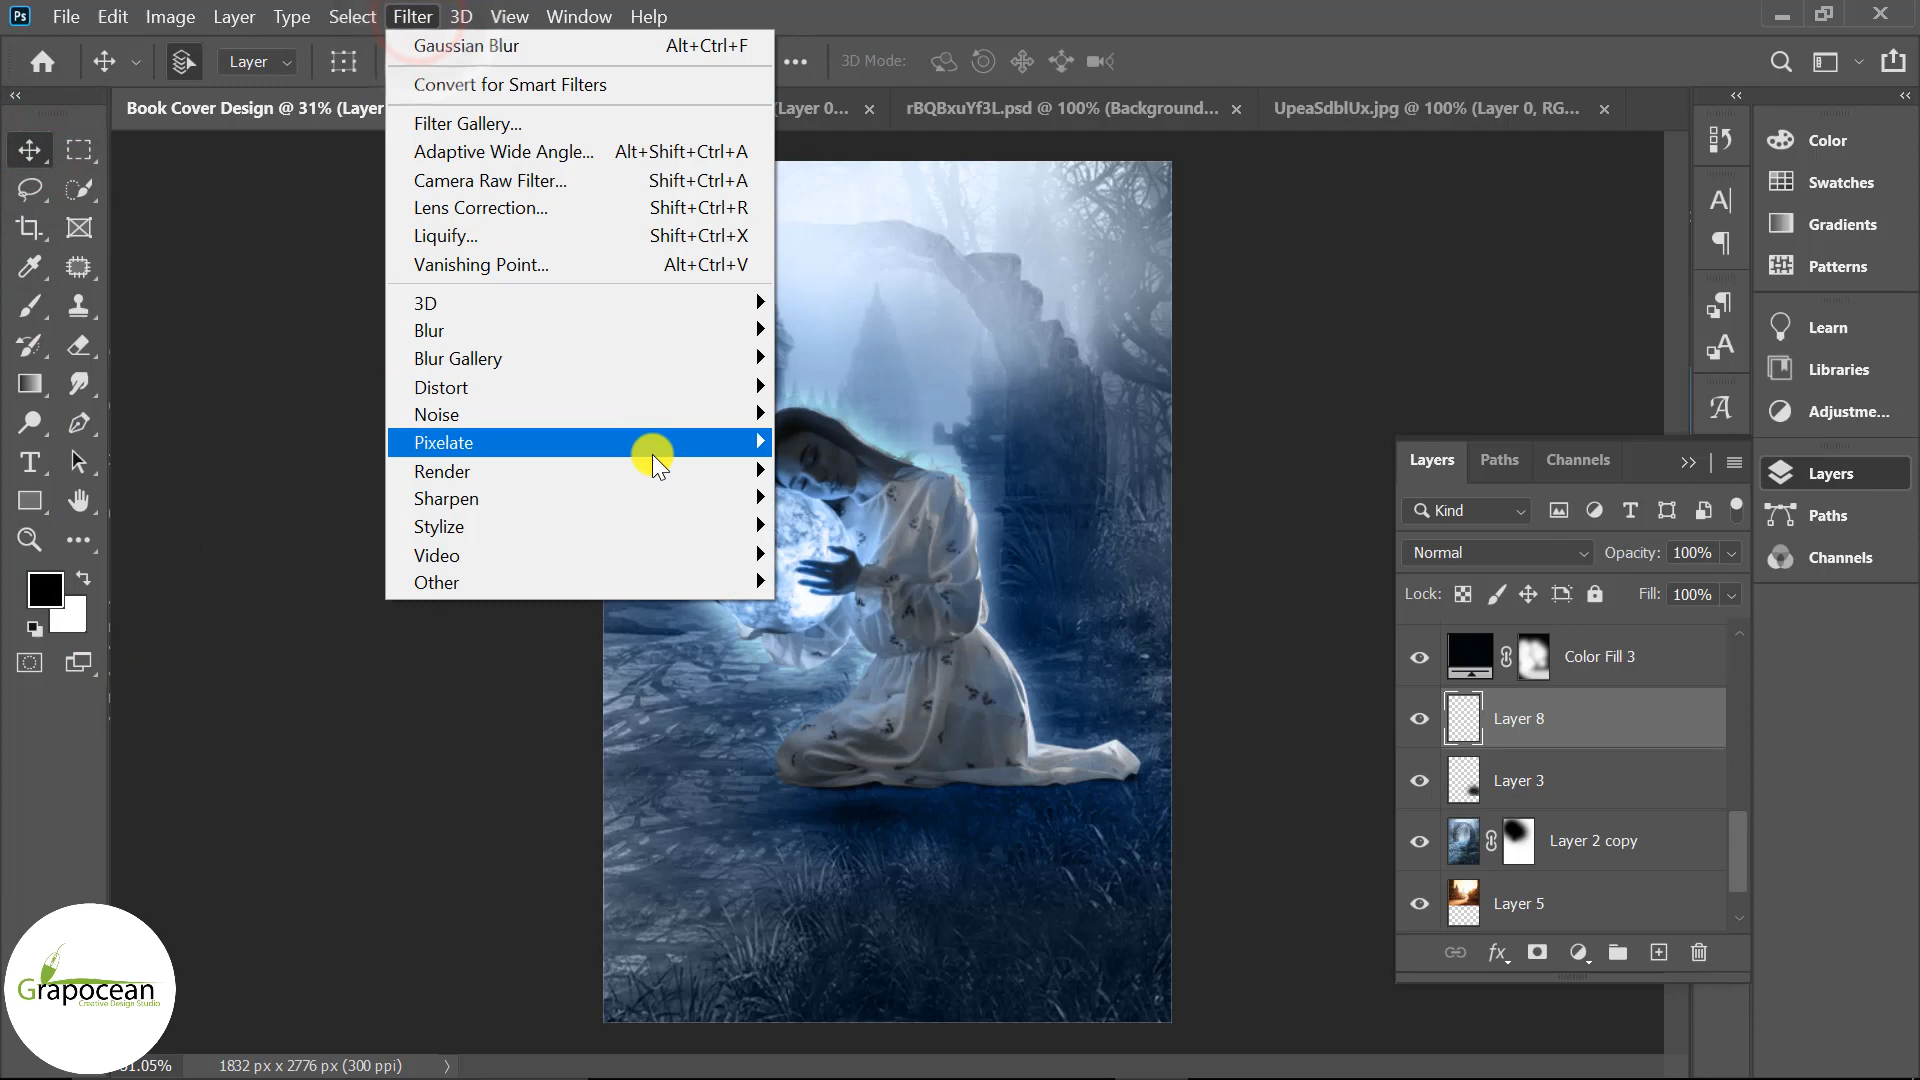 Ps File Edit Image Layer Type Select Filter 3D View Window Help
Layer
3D Mode:
Book Cover Design @ 31% (Layer
(Layer 0...
rBQBxuYf3L.psd @ 100% (Background...
UpeaSdblUx.jpg @ 100% (Layer 0, RG...
Gaussian Blur Alt+Ctrl+F
Convert for Smart Filters
Filter Gallery...
Adaptive Wide Angle... Alt+Shift+Ctrl+A
Camera Raw Filter... Shift+Ctrl+A
Lens Correction... Shift+Ctrl+R
Liquify... Shift+Ctrl+X
Vanishing Point... Alt+Ctrl+V
3D
Blur
Blur Gallery
Distort
Noise
Pixelate
Render
Sharpen
Stylize
Video
Other
Color
Swatches
Gradients
Patterns
Learn
Libraries
Adjustme...
Layers
Paths
Channels
Layers Paths Channels
Kind
Normal Opacity: 100%
Lock: Fill: 100%
Color Fill 3
Layer 8
Layer 3
Layer 2 copy
Layer 5
Grapocean
Creative Design Studio
1.05% 1832 px x 2776 px (300 ppi)